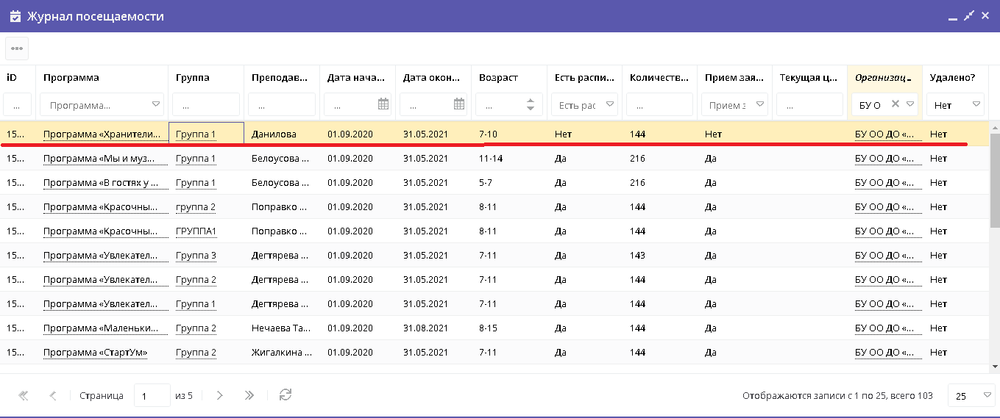 Журнал посещаемости
iD Программа Группа Преподав... Дата нача... Дата окон... Возраст Есть распи... Количеств... Прием зая... Текущая ц... Организац... Удалено?
... Программа... ... ... ... ... ... Есть рас ... Прием з ... БУ О Нет
15... Программа «Хранители... Группа 1 Данилова 01.09.2020 31.05.2021 7-10 Нет 144 Нет БУ ОО ДО «... Нет
15... Программа «Мы и муз... Группа 1 Белоусова ... 01.09.2020 31.05.2021 11-14 Да 216 Да БУ ОО ДО «... Нет
15... Программа «В гостях у ... Группа 1 Белоусова ... 01.09.2020 31.05.2021 5-7 Да 216 Да БУ ОО ДО «... Нет
15... Программа «Красочны... группа 2 Поправко ... 01.09.2020 31.05.2021 8-11 Да 144 Да БУ ОО ДО «... Нет
15... Программа «Красочны... ГРУППА1 Поправко ... 01.09.2020 31.05.2021 8-11 Да 144 Да БУ ОО ДО «... Нет
15... Программа «Увлекател... Группа 3 Дегтярева ... 01.09.2020 31.05.2021 7-11 Да 143 Да БУ ОО ДО «... Нет
15... Программа «Увлекател... Группа 2 Дегтярева ... 01.09.2020 31.05.2021 7-11 Да 144 Да БУ ОО ДО «... Нет
15... Программа «Увлекател... Группа 1 Дегтярева ... 01.09.2020 31.05.2021 7-11 Да 144 Да БУ ОО ДО «... Нет
15... Программа «Маленьки... Группа 2 Нечаева Та... 01.09.2020 31.08.2021 8-15 Да 144 Да БУ ОО ДО «... Нет
15... Программа «СтартУм» Группа 2 Жигалкина ... 01.09.2020 31.05.2021 7-11 Да 144 Да БУ ОО ДО «... Нет
Страница 1 из 5 Отображаются записи с 1 по 25, всего 103 25